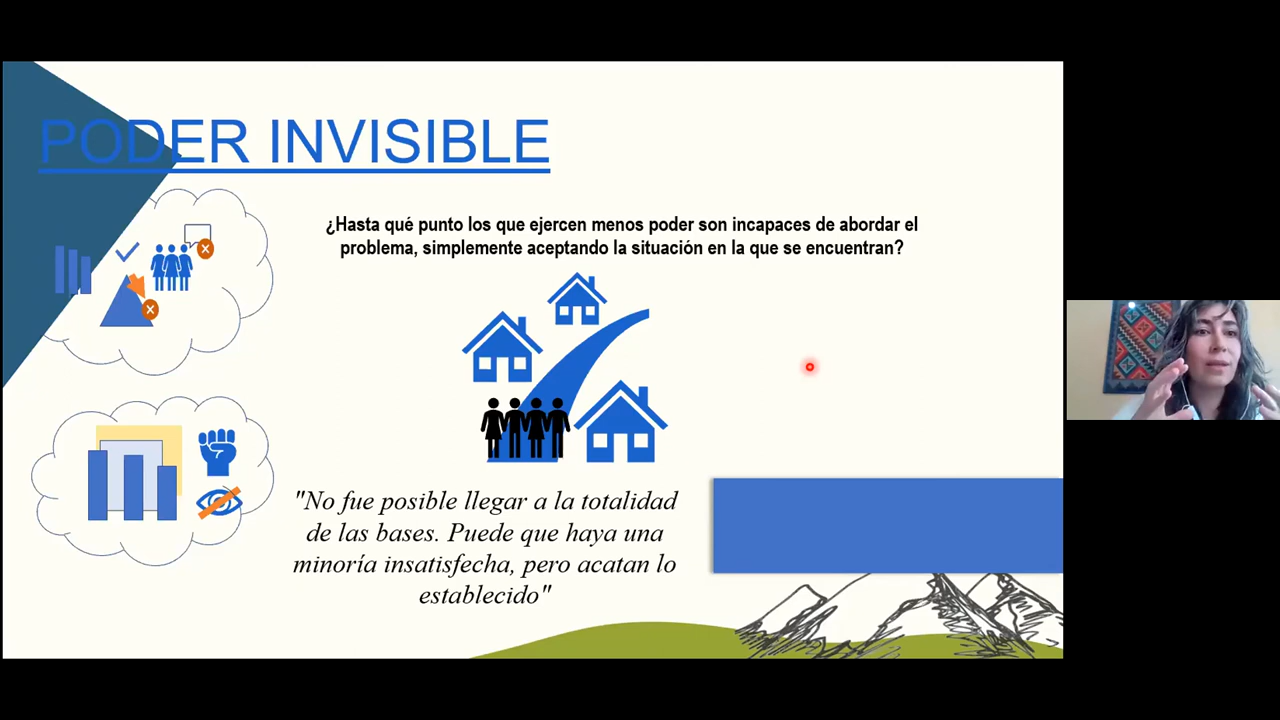 PODER INVISIBLE
¿Hasta qué punto los que ejercen menos poder son incapaces de abordar el
problema, simplemente aceptando la situación en la que se encuentran?
"No fue posible llegar a la totalidad
de las bases. Puede que haya una
minoría insatisfecha, pero acatan lo
establecido"